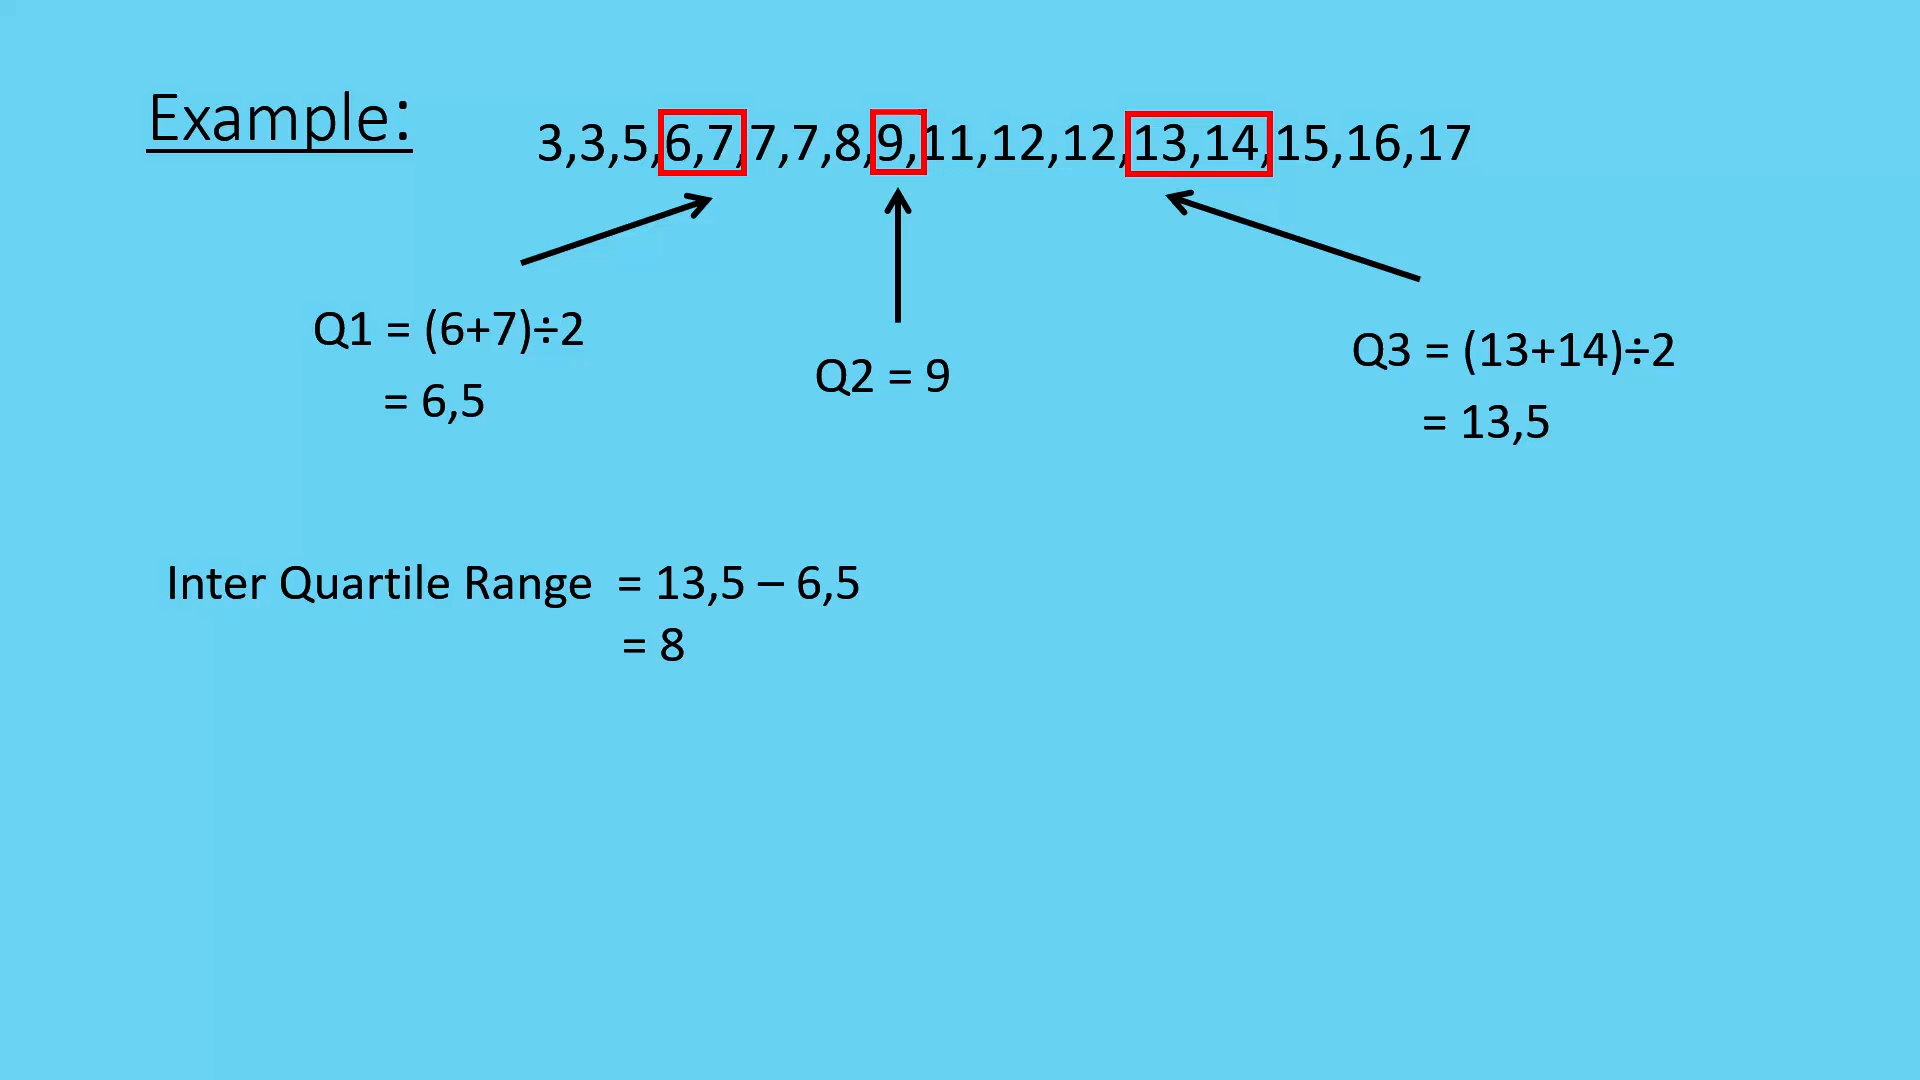 Example:
3,3,5,6,7,7,7,8,9,11,12,12,13,14,15,16,17
Q1 = (6+7)÷2
= 6,5
Q2 = 9
Q3 = (13+14)÷2
= 13,5
Inter Quartile Range = 13,5 – 6,5
= 8